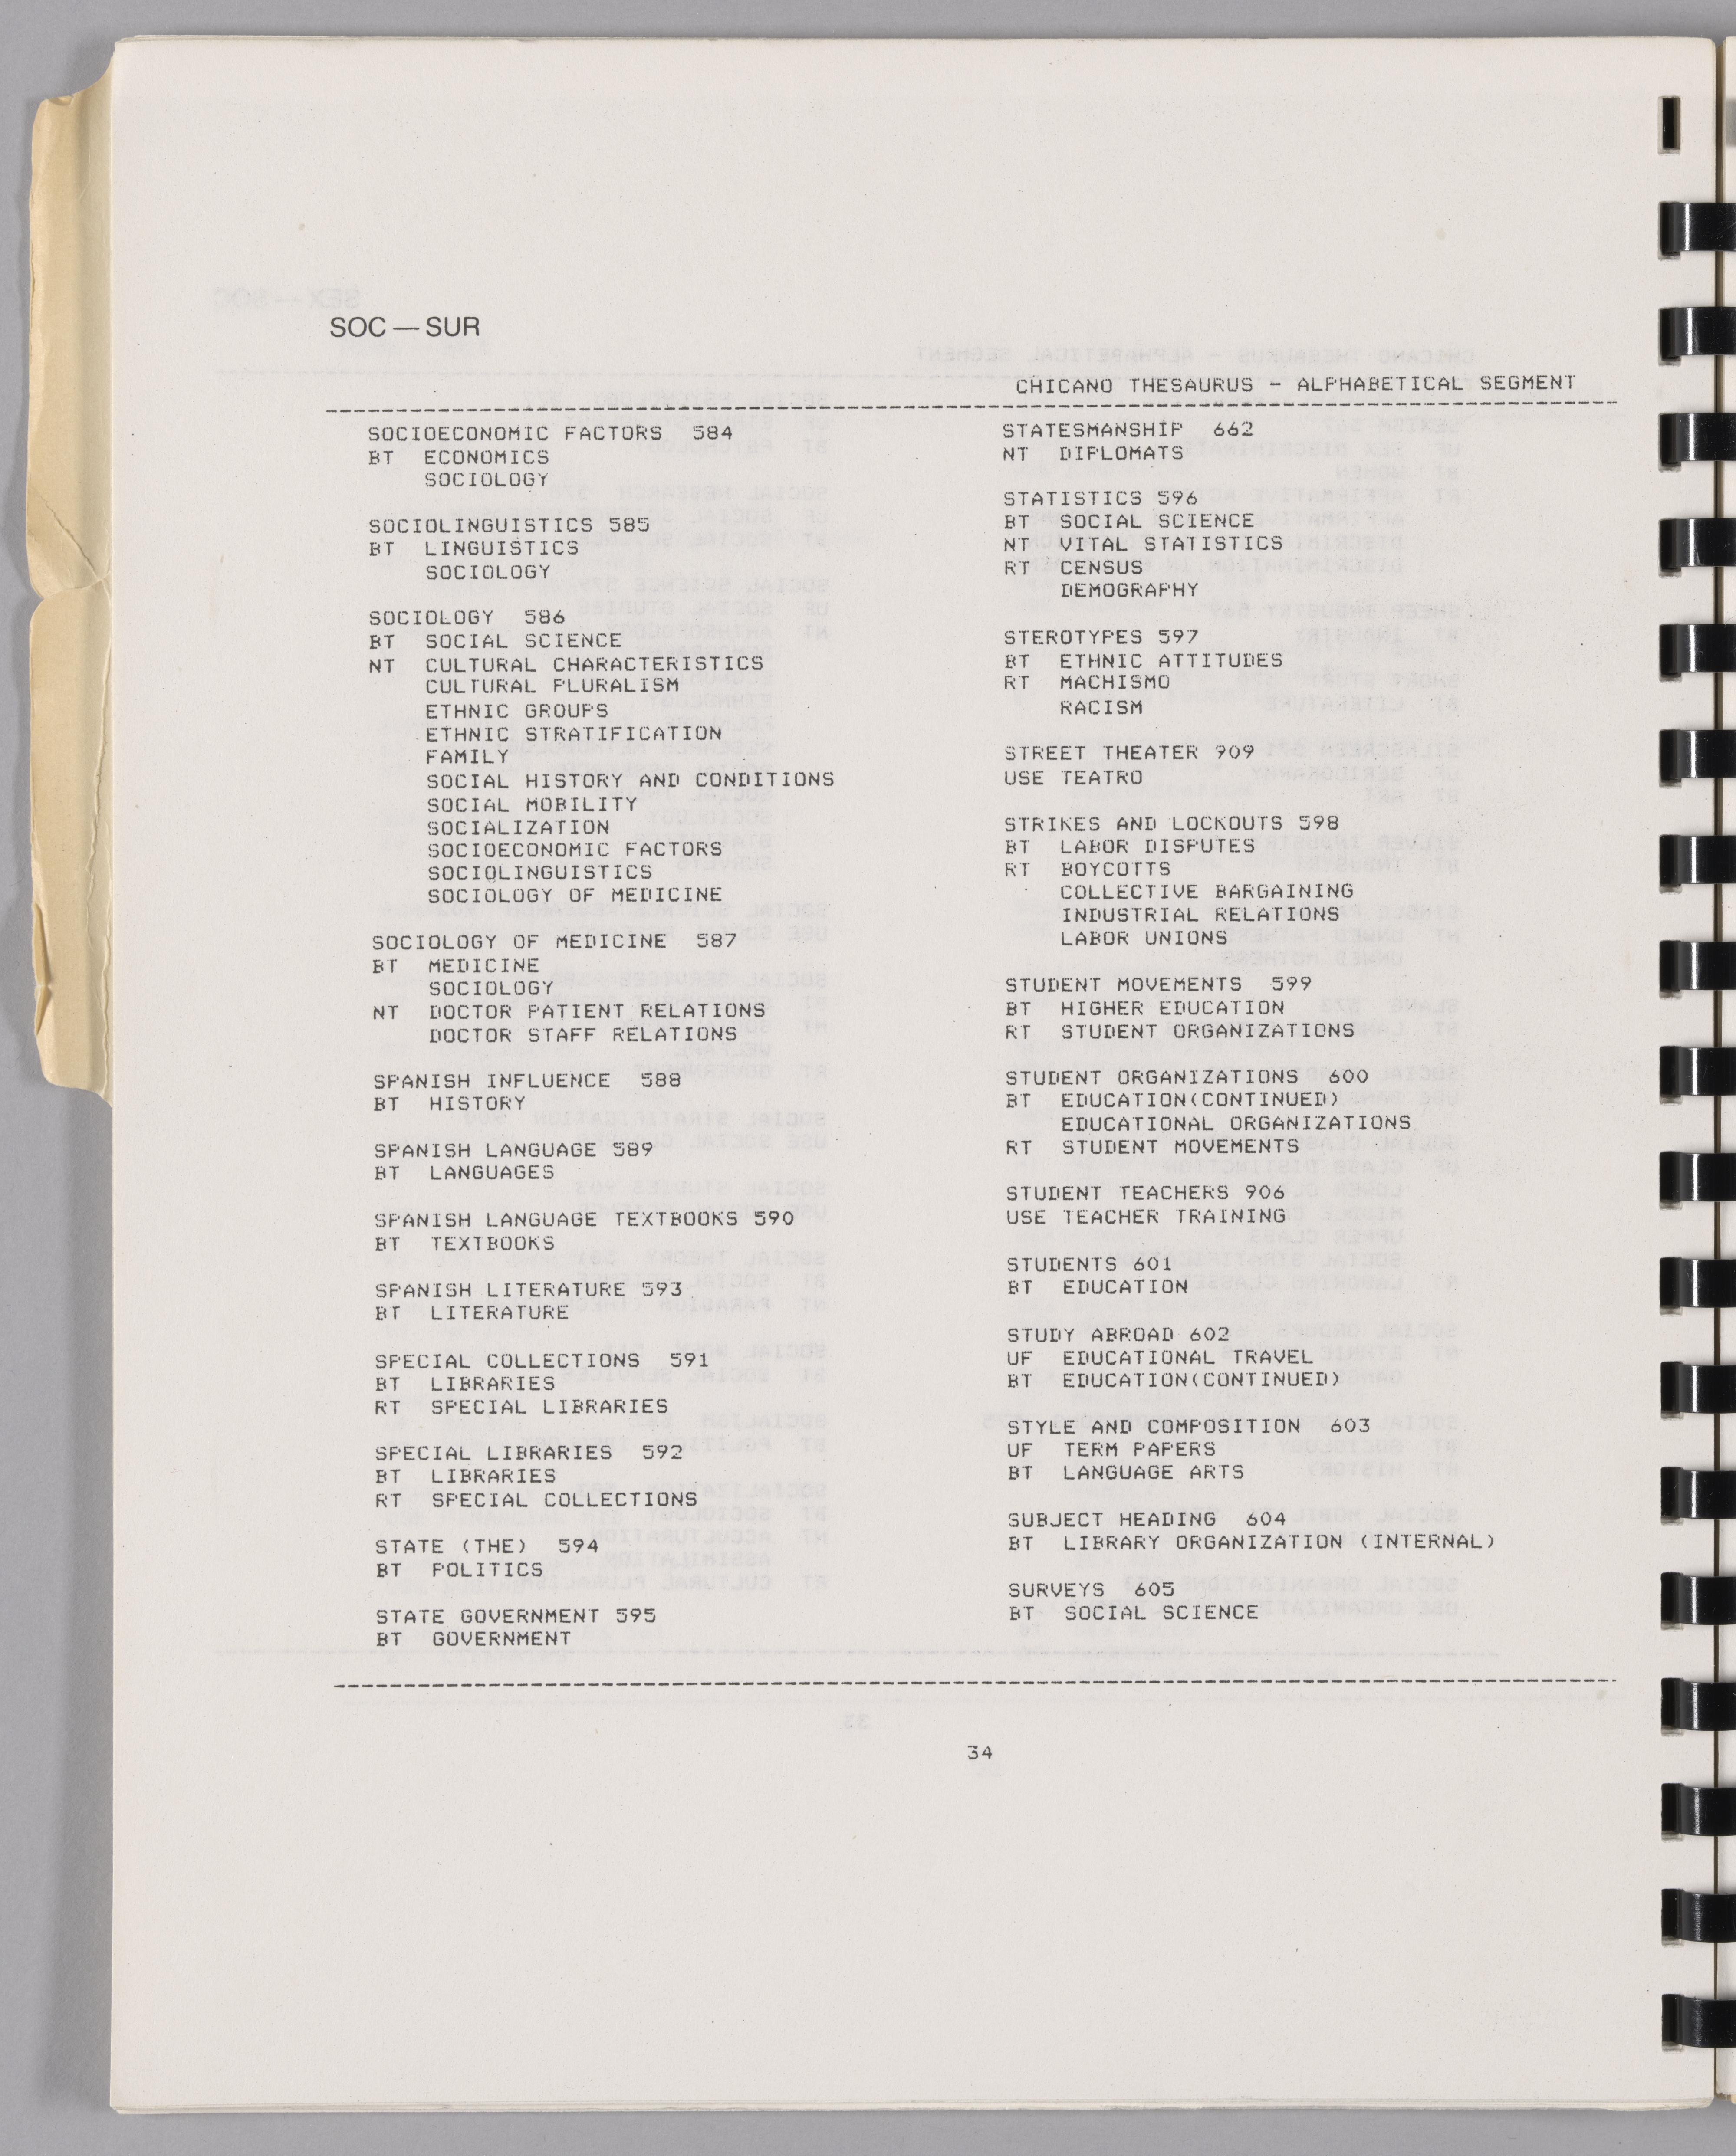 SOC — SUR
CHICANO THESAURUS - ALPHABETICAL SEGMENT
SOCIOECONOMIC FACTORS 584
BT ECONOMICS
SOCIOLOGY
SOCIOLINGUISTICS 585
BT LINGUISTICS
SOCIOLOGY
SOCIOLOGY 586
BT SOCIAL SCIENCE
NT CULTURAL CHARACTERISTICS
CULTURAL PLURALISM
ETHNIC GROUPS
ETHNIC STRATIFICATION
FAMILY
SOCIAL HISTORY AND CONDITIONS
SOCIAL MOBILITY
SOCIALIZATION
SOCIOECONOMIC FACTORS
SOCIOLINGUISTICS
SOCIOLOGY OF MEDICINE
SOCIOLOGY OF MEDICINE 587
BT MEDICINE
SOCIOLOGY
NT DOCTOR PATIENT RELATIONS
DOCTOR STAFF RELATIONS
SPANISH INFLUENCE 588
BT HISTORY
SPANISH LANGUAGE 589
BT LANGUAGES
SPANISH LANGUAGE TEXTBOOKS 590
BT TEXTBOOKS
SPANISH LITERATURE 593
BT LITERATURE
SPECIAL COLLECTIONS 591
BT LIBRARIES
RT SPECIAL LIBRARIES
SPECIAL LIBRARIES 592
BT LIBRARIES
RT SPECIAL COLLECTIONS
STATE (THE) 594
BT POLITICS
STATE GOVERNMENT 595
BT GOVERNMENT
STATESMANSHIP 662
NT DIPLOMATS
STATISTICS 596
BT SOCIAL SCIENCE
NT VITAL STATISTICS
RT CENSUS
DEMOGRAPHY
STEROTYPES 597
BT ETHNIC ATTITUDES
RT MACHISMO
RACISM
STREET THEATER 909
USE TEATRO
STRIKES AND LOCKOUTS 598
BT LABOR DISPUTES
RT BOYCOTTS
COLLECTIVE BARGAINING
INDUSTRIAL RELATIONS
LABOR UNIONS
STUDENT MOVEMENTS 599
BT HIGHER EDUCATION
RT STUDENT ORGANIZATIONS
STUDENT ORGANIZATIONS 600
BT EDUCATION(CONTINUED)
EDUCATIONAL ORGANIZATIONS
RT STUDENT MOVEMENTS
STUDENT TEACHERS 906
USE TEACHER TRAINING
STUDENTS 601
BT EDUCATION
STUDY ABROAD 602
UF EDUCATIONAL TRAVEL
BT EDUCATION(CONTINUED)
STYLE AND COMPOSITION 603
UF TERM PAPERS
BT LANGUAGE ARTS
SUBJECT HEADING 604
BT LIBRARY ORGANIZATION (INTERNAL)
SURVEYS 605
BT SOCIAL SCIENCE
34